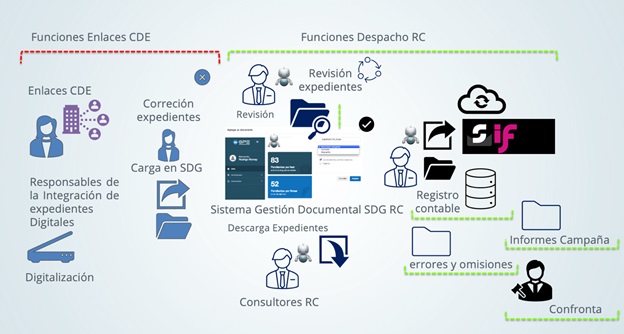 Funciones Enlaces CDE
Funciones Despacho RC
Enlaces CDE
Correción
expedientes
Carga en SDG
Responsables de
la Integración de
expedientes
Digitales
Digitalización
Revisión
Revisión
expedientes
83
52
Sistema Gestión Documental SDG RC
Descarga Expedientes
Consultores RC
sif
Registro
contable
errores y omisiones
Informes Campaña
Confronta